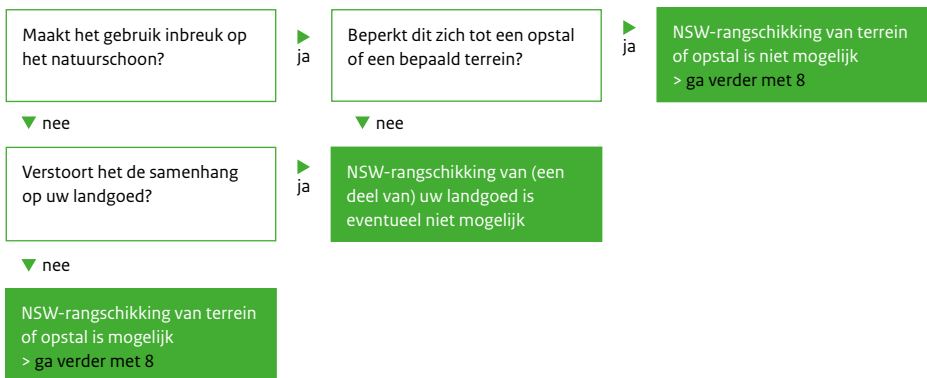 Maakt het gebruik inbreuk op
het natuurschoon?
ja
Beperkt dit zich tot een opstal
of een bepaald terrein?
ja
NSW-rangschikking van terrein
of opstal is niet mogelijk
> ga verder met 8
nee
nee
Verstoort het de samenhang
op uw landgoed?
ja
NSW-rangschikking van (een
deel van) uw landgoed is
eventueel niet mogelijk
nee
NSW-rangschikking van terrein
of opstal is mogelijk
> ga verder met 8